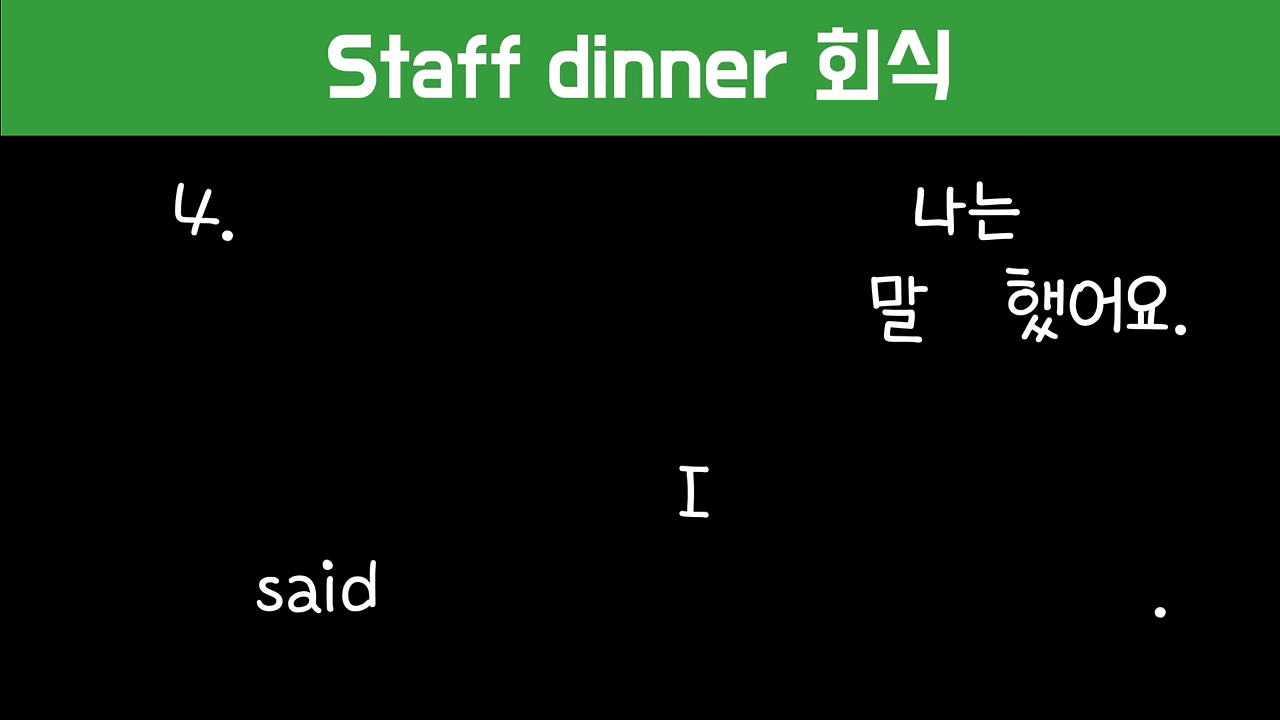 Staff dinner 회식
4. 나는
말 했어요.
I
said .